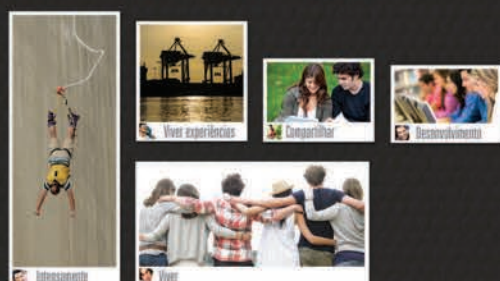 Viver experiências
Compartilhar
Desenvolvimento
Intensamente
Viver